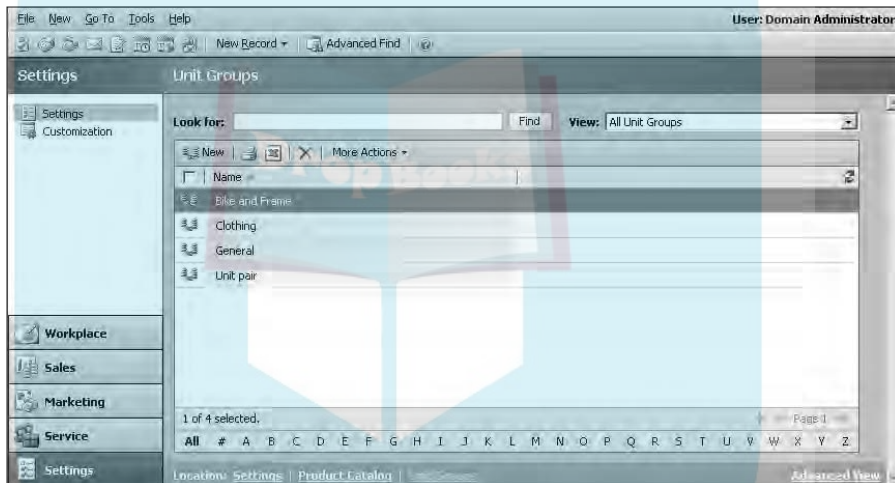 File New Go To Tools Help User: Domain Administrator
New Record Advanced Find
Settings Unit Groups
Settings
Customization
Look for: Find View: All Unit Groups
New More Actions
Name
Bike and Frame
Clothing
General
Unit pair
DropBooks
Workplace
Sales
Marketing
Service
Settings
1 of 4 selected. Page 1
All # A B C D E F G H I J K L M N O P Q R S T U V W X Y Z
Location: Settings | Product Catalog | Advanced View